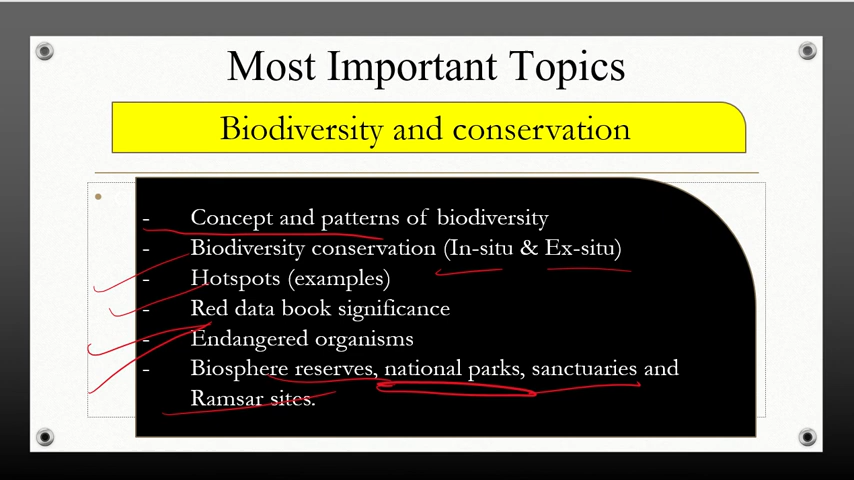 Most Important Topics
Biodiversity and conservation
- Concept and patterns of biodiversity
- Biodiversity conservation (In-situ & Ex-situ)
- Hotspots (examples)
- Red data book significance
- Endangered organisms
- Biosphere reserves, national parks, sanctuaries and
Ramsar sites.